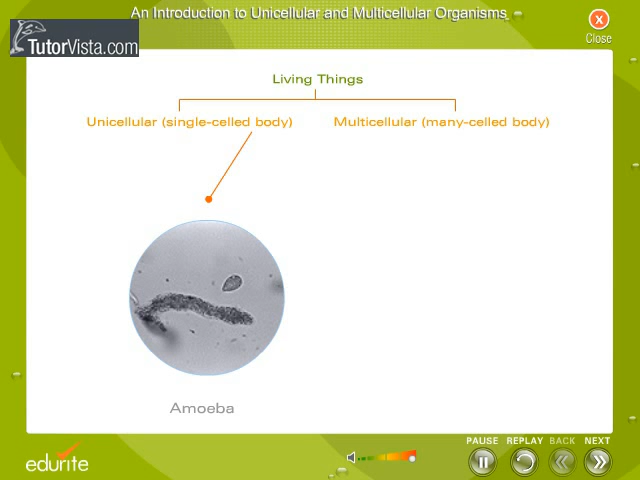 An Introduction to Unicellular and Multicellular Organisms
X
Close
TutorVista.com
Living Things
Unicellular (single-celled body)
Multicellular (many-celled body)
Amoeba
PAUSE REPLAY BACK NEXT
edurite